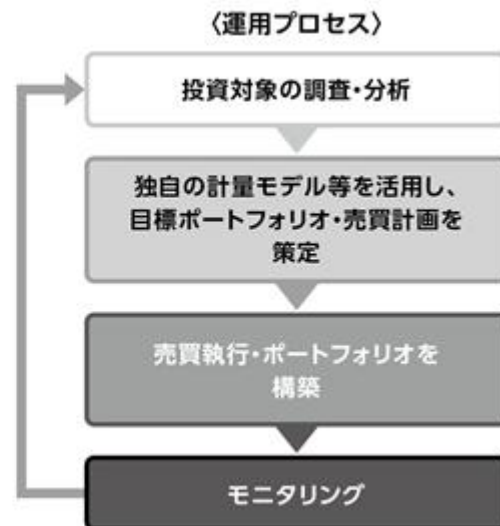 〈運用プロセス〉
投資対象の調査・分析
独自の計量モデル等を活用し、
目標ポートフォリオ・売買計画を
策定
売買執行・ポートフォリオを
構築
モニタリング